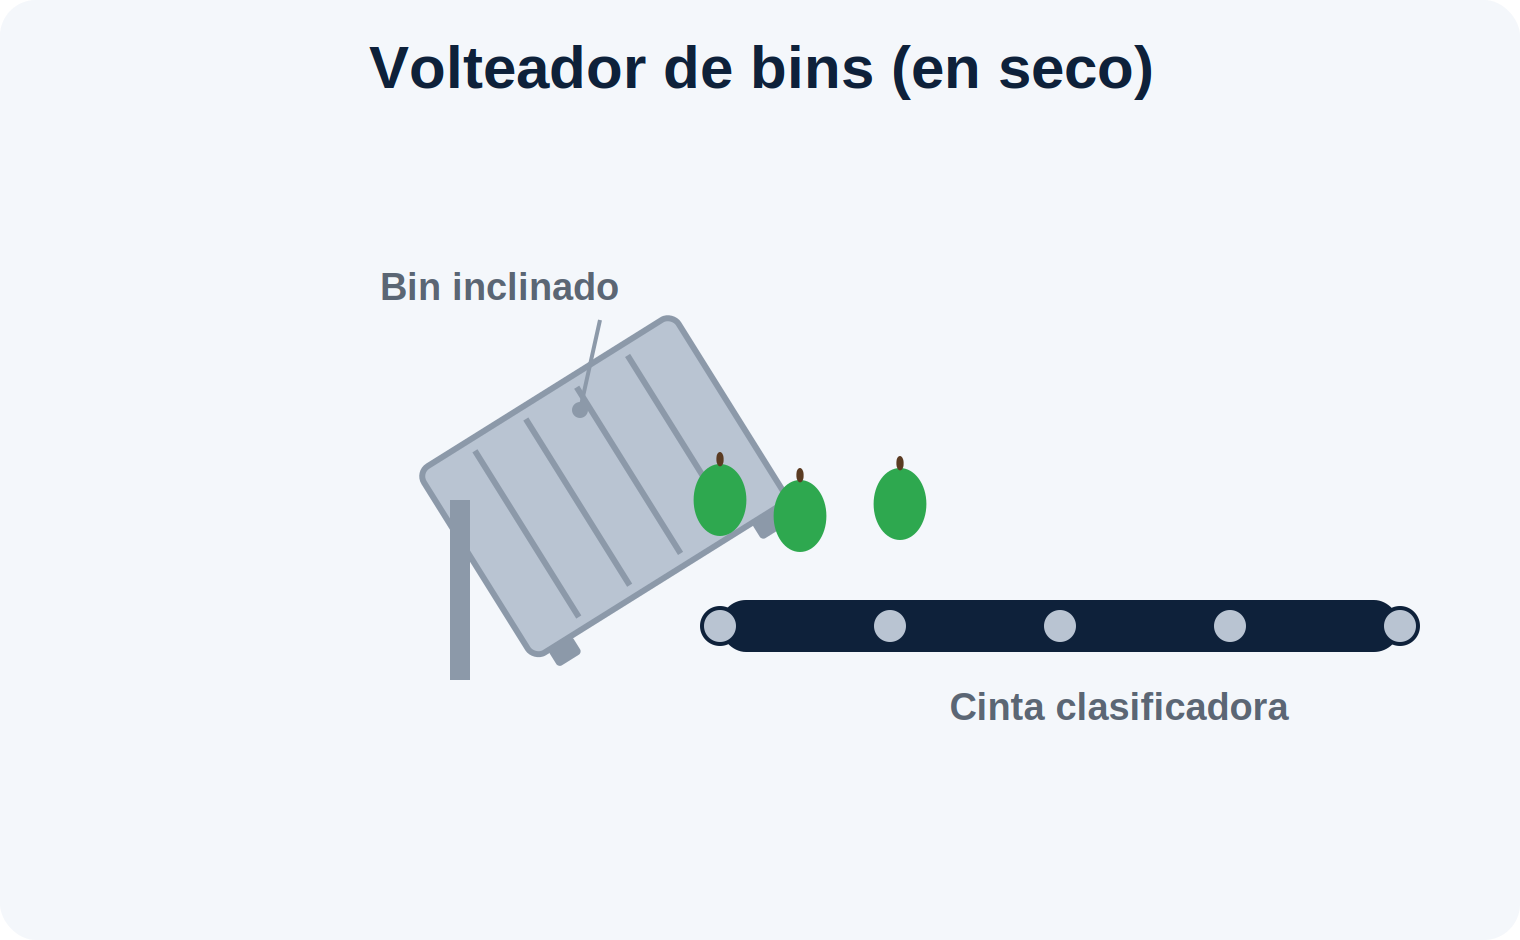 Volteador de bins (en seco)
Bin inclinado
Cinta clasificadora